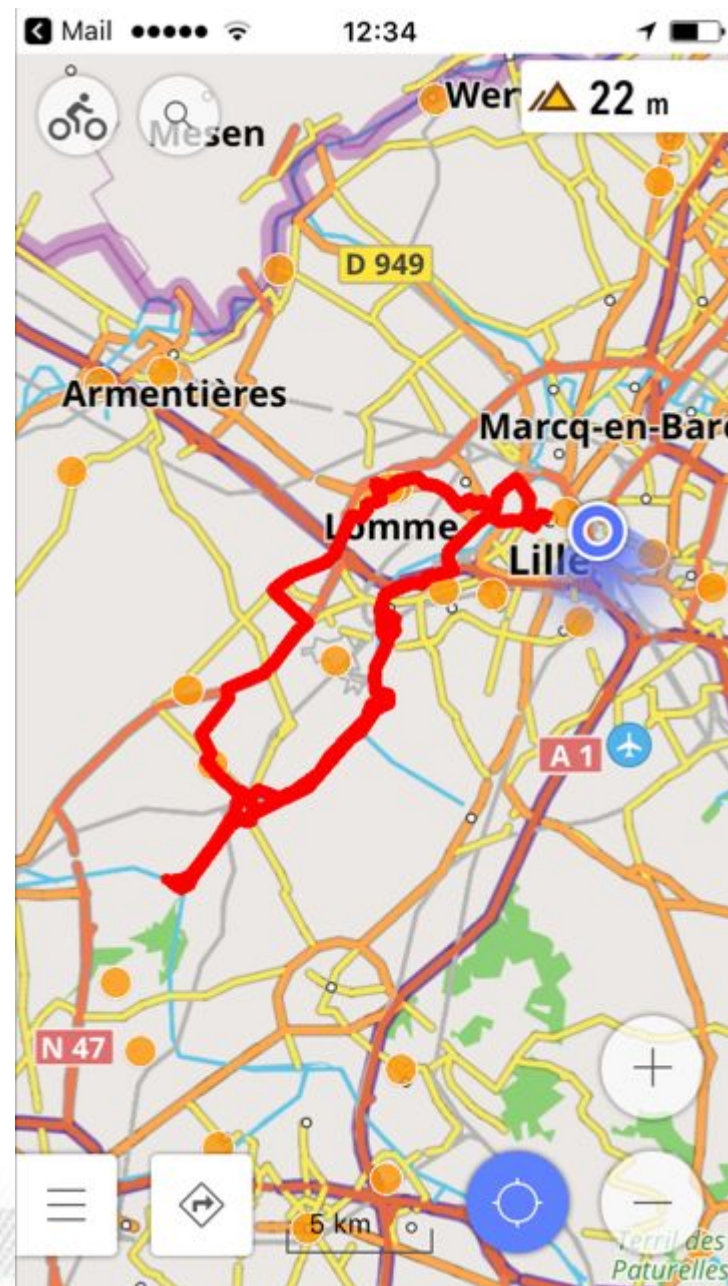 Mail
12:34
22 m
Wer
Mesen
D 949
Armentières
Marcq-en-Baro
Lomme
Lille
A 1
N 47
5 km
Terril des
Paturelles